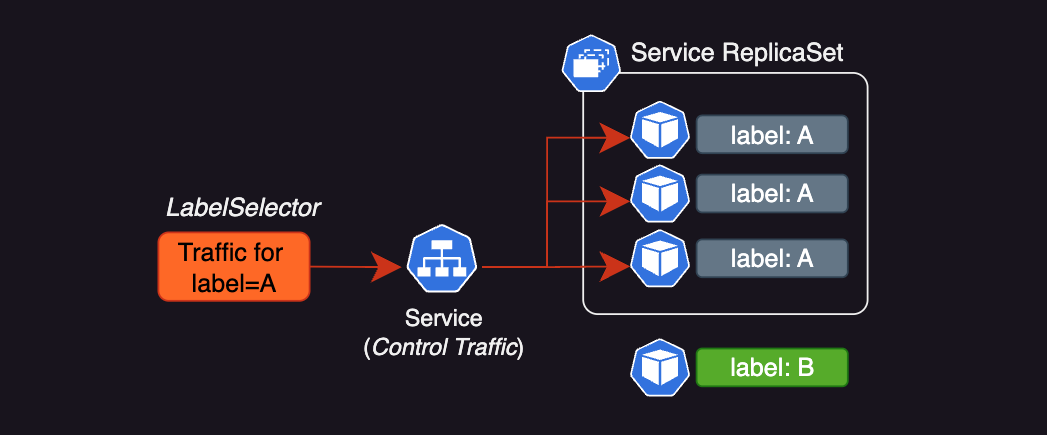 Service ReplicaSet
label: A
label: A
label: A
LabelSelector
Traffic for
label=A
Service
(Control Traffic)
label: B